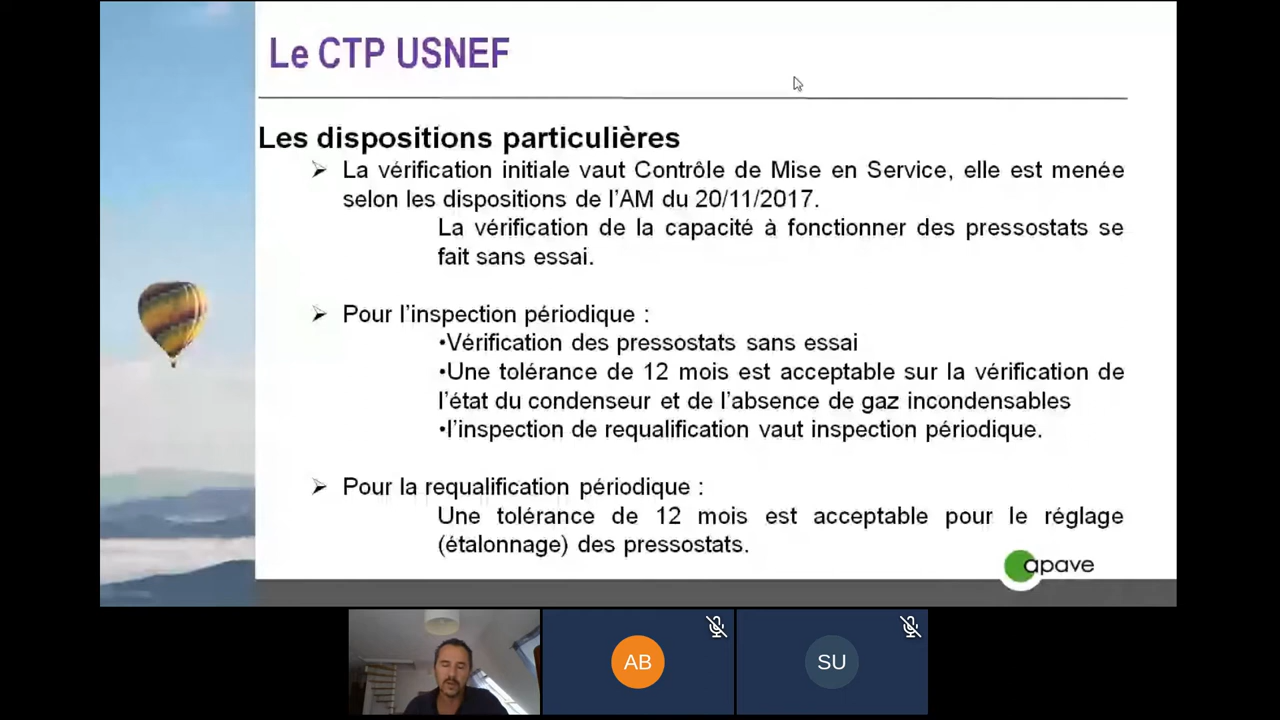 Le CTP USNEF
Les dispositions particulières
La vérification initiale vaut Contrôle de Mise en Service, elle est menée
selon les dispositions de l'AM du 20/11/2017.
La vérification de la capacité à fonctionner des pressostats se
fait sans essai.
Pour l'inspection périodique :
•Vérification des pressostats sans essai
•Une tolérance de 12 mois est acceptable sur la vérification de
l'état du condenseur et de l'absence de gaz incondensables
•l'inspection de requalification vaut inspection périodique.
Pour la requalification périodique :
Une tolérance de 12 mois est acceptable pour le réglage
(étalonnage) des pressostats.
apave
AB
SU